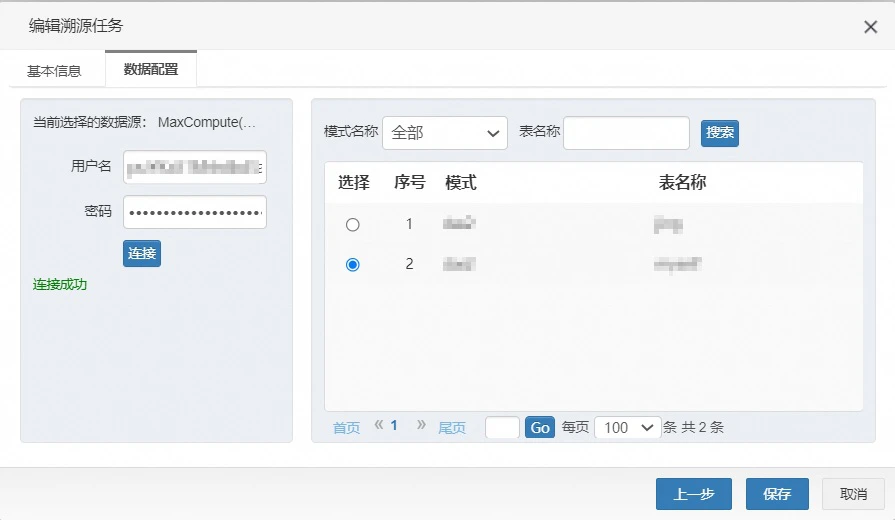 编辑溯源任务
基本信息 数据配置
当前选择的数据源： MaxCompute(...
用户名
密码 ••••••••••••••••••••
连接
连接成功
模式名称 全部 表名称 搜索
选择 序号 模式 表名称
1
2
首页 « 1 » 尾页 Go 每页 100 条 共 2 条
上一步 保存 取消